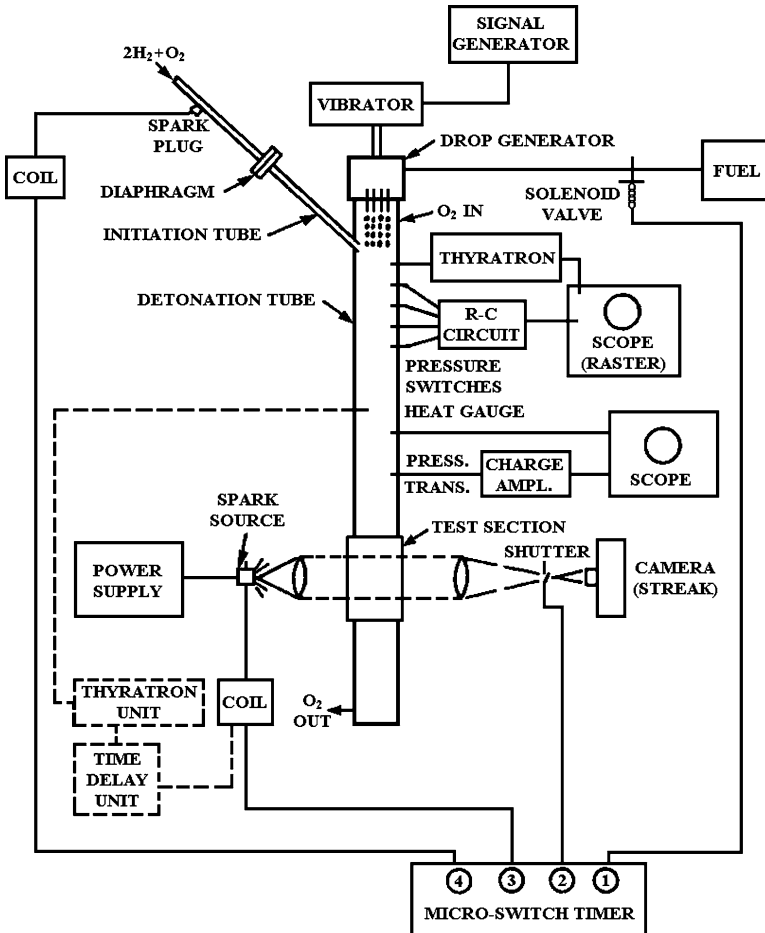 SIGNAL
GENERATOR
2H₂+O₂
VIBRATOR
SPARK
PLUG
DROP GENERATOR
COIL
FUEL
DIAPHRAGM
SOLENOID
VALVE
O₂ IN
INITIATION TUBE
THYRATRON
DETONATION TUBE
R-C
CIRCUIT
SCOPE
(RASTER)
PRESSURE
SWITCHES
HEAT GAUGE
PRESS.
TRANS.
CHARGE
AMPL.
SCOPE
SPARK
SOURCE
TEST SECTION
SHUTTER
POWER
SUPPLY
CAMERA
(STREAK)
THYRATRON
UNIT
COIL
O₂
OUT
TIME
DELAY
UNIT
4 3 2 1
MICRO-SWITCH TIMER